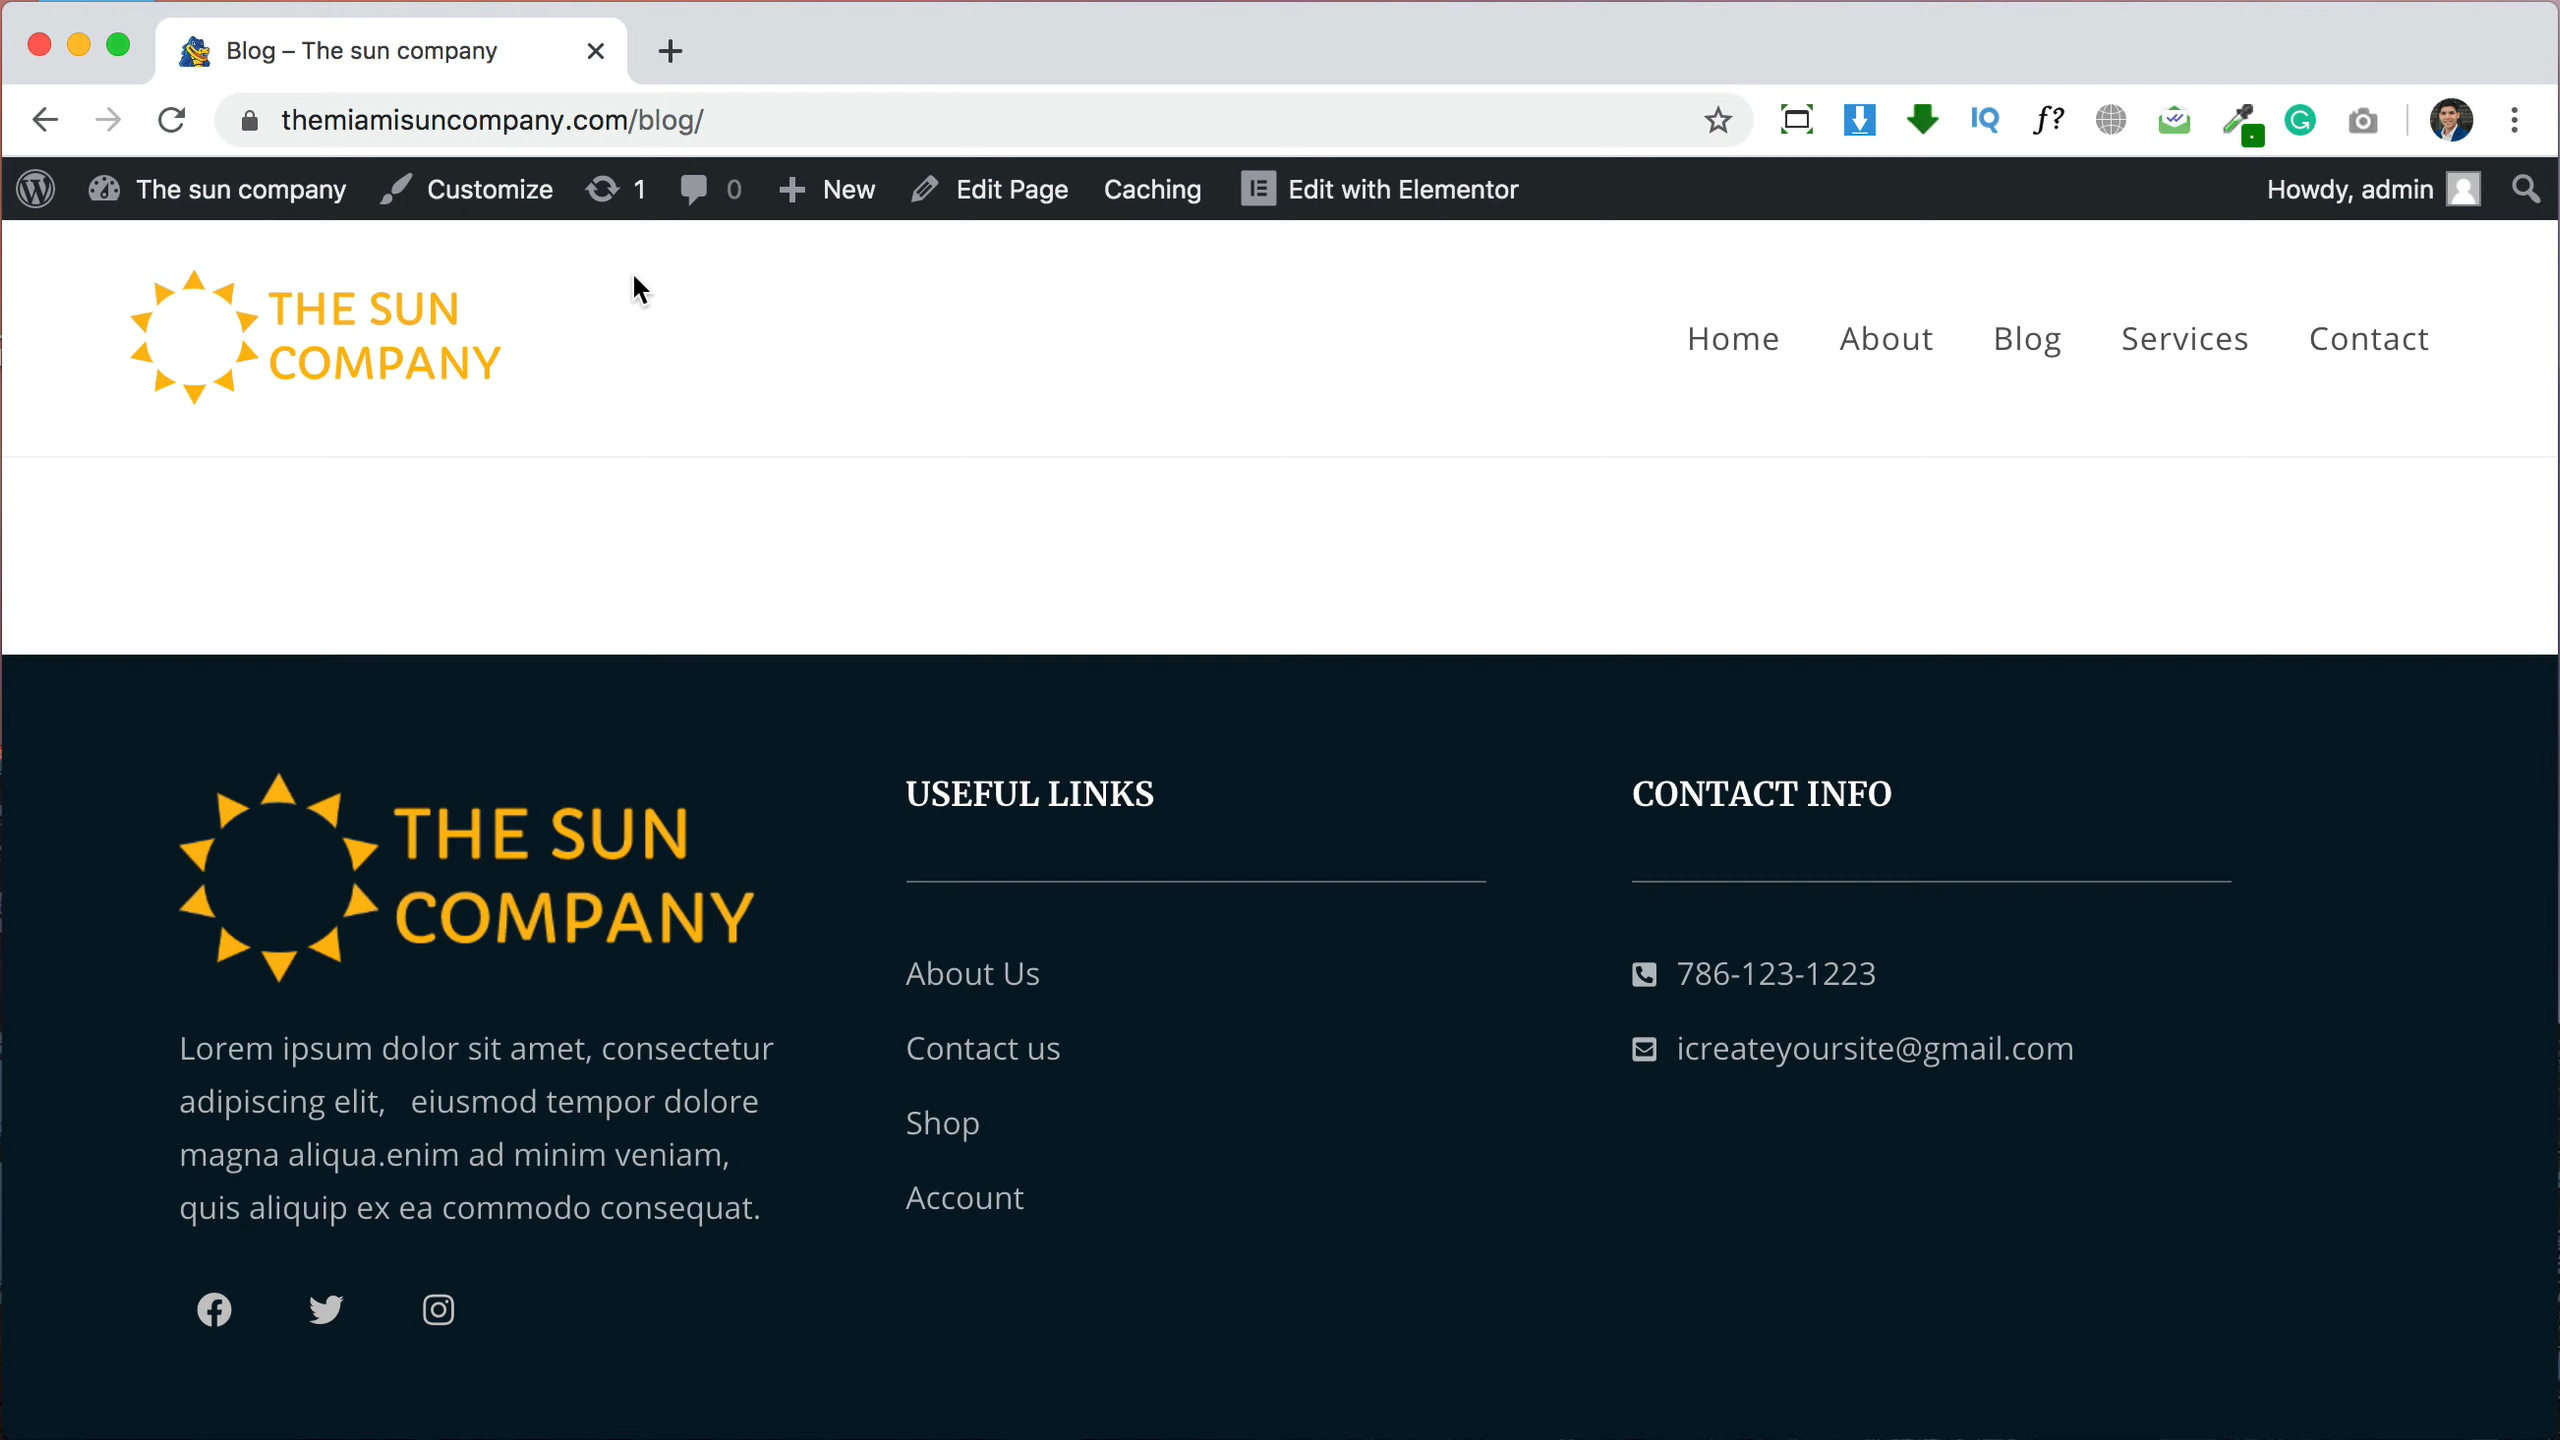 Blog – The sun company
themiamisuncompany.com/blog/
IQ
f?
The sun company
Customize
1
0
New
Edit Page
Caching
Edit with Elementor
Howdy, admin
THE SUN
COMPANY
Home
About
Blog
Services
Contact
THE SUN
COMPANY
Lorem ipsum dolor sit amet, consectetur
adipiscing elit,   eiusmod tempor dolore
magna aliqua.enim ad minim veniam,
quis aliquip ex ea commodo consequat.
USEFUL LINKS
About Us
Contact us
Shop
Account
CONTACT INFO
786-123-1223
icreateyoursite@gmail.com